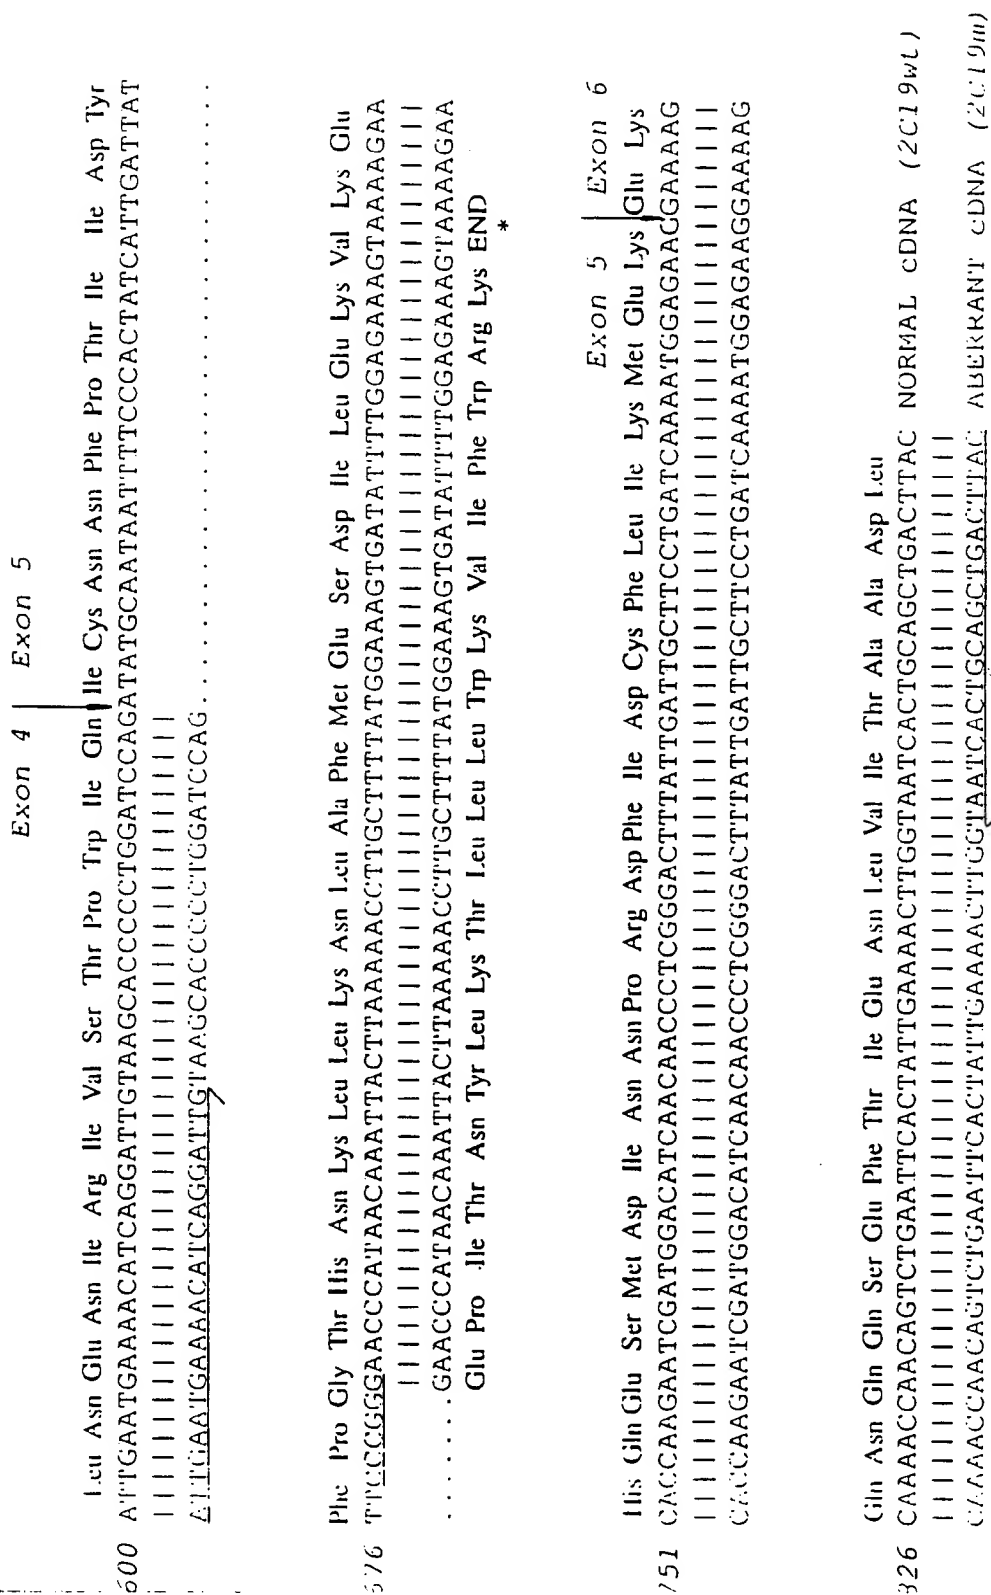 Exon 4 Exon 5
Leu Asn Glu Asn Ile Arg Ile Val Ser Thr Pro Trp Ile Gln Ile Cys Asn Asn Phe Pro Thr Ile Ile Asp Tyr
600 ATTGAATGAAAACATCAGGATTGTAAGCACCCCCTGGATCCAGATATGCAATAATTTTCCCACTATCATTGATTAT
ATTGAATGAAAACATCAGGATTGTAAGCACCCCCTGGATCCAG
Phe Pro Gly Thr His Asn Lys Leu Leu Lys Asn Leu Ala Phe Met Glu Ser Asp Ile Leu Glu Lys Val Lys Glu
676 TTCCCGGGAACCCATAACAAATTACTTAAAAACCTTGCTTTTATGGAAAGTGATATTTTGGAGAAAGTAAAAGAA
GAACCCATAACAAATTACTTAAAAACCTTGCTTTTATGGAAAGTGATATTTTGGAGAAAGTAAAAGAA
Glu Pro Ile Thr Asn Tyr Leu Lys Thr Leu Leu Leu Trp Lys Val Ile Phe Trp Arg Lys END
*
Exon 5 Exon 6
His Gln Glu Ser Met Asp Ile Asn Asn Pro Arg Asp Phe Ile Asp Cys Phe Leu Ile Lys Met Glu Lys Glu Lys
751 CACCAAGAATCGATGGACATCAACAACCCTCGGGACTTTATTGATTGCTTCCTGATCAAAATGGAGAAGGAAAAG
CACCAAGAATCGATGGACATCAACAACCCTCGGGACTTTATTGATTGCTTCCTGATCAAAATGGAGAAGGAAAAG
Gln Asn Gln Gln Ser Glu Phe Thr Ile Glu Asn Leu Val Ile Thr Ala Ala Asp Leu
826 CAAAACCAACAGTCTGAATTCACTATTGAAAACTTGGTAATCACTGCAGCTGACTTAC NORMAL cDNA (2C19wt)
CAAAACCAACAGTCTGAATTCACTATTGAAAACTTGGTAATCACTGCAGCTGACTTAC ABERRANT cDNA (2C19m)